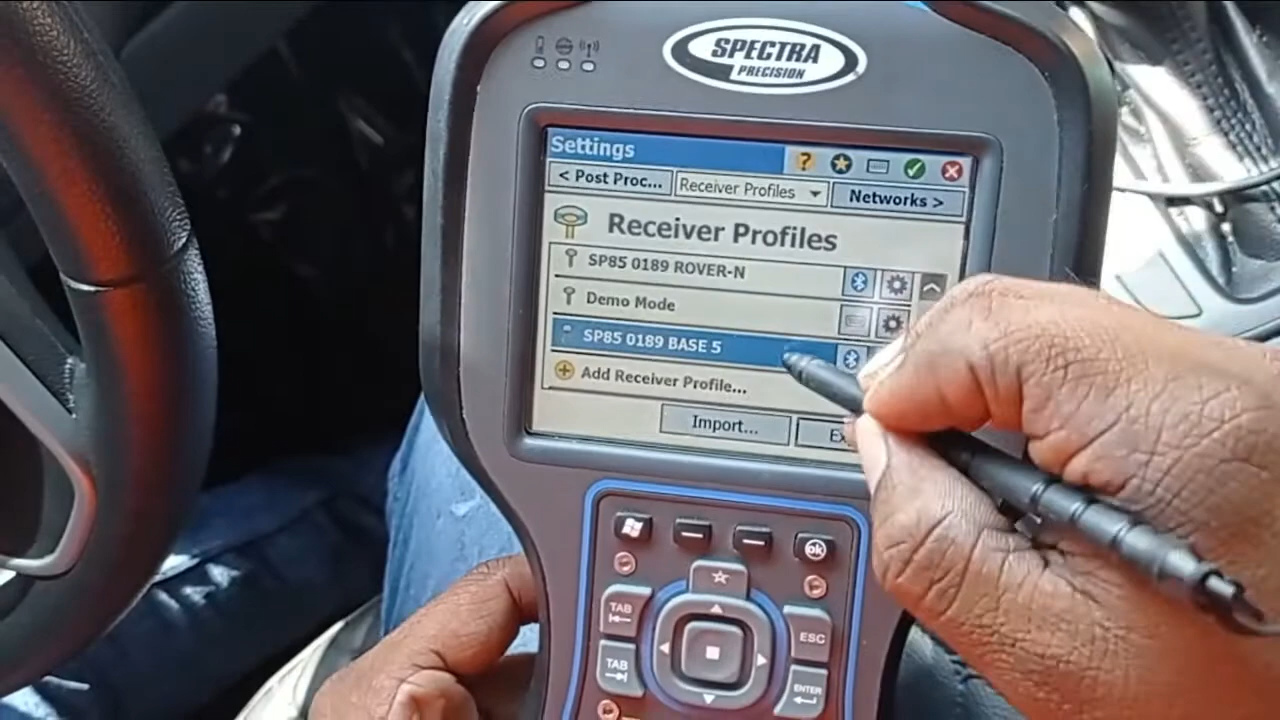 SPECTRA
PRECISION
Settings
?
< Post Proc... Receiver Profiles Networks >
Receiver Profiles
SP85 0189 ROVER-N
Demo Mode
SP85 0189 BASE 5
Add Receiver Profile...
Import...
ok
TAB
ESC
TAB
ENTER